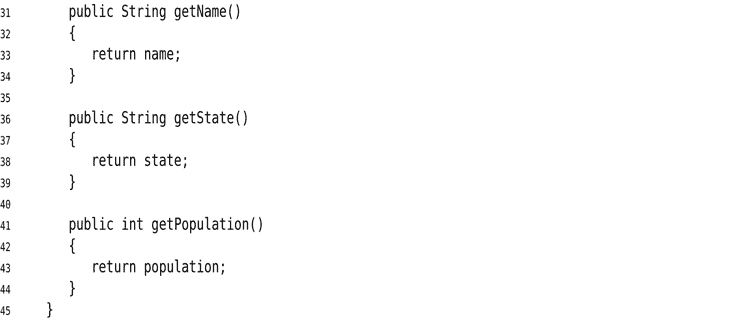 31 public String getName()
32 {
33 return name;
34 }
35
36 public String getState()
37 {
38 return state;
39 }
40
41 public int getPopulation()
42 {
43 return population;
44 }
45 }